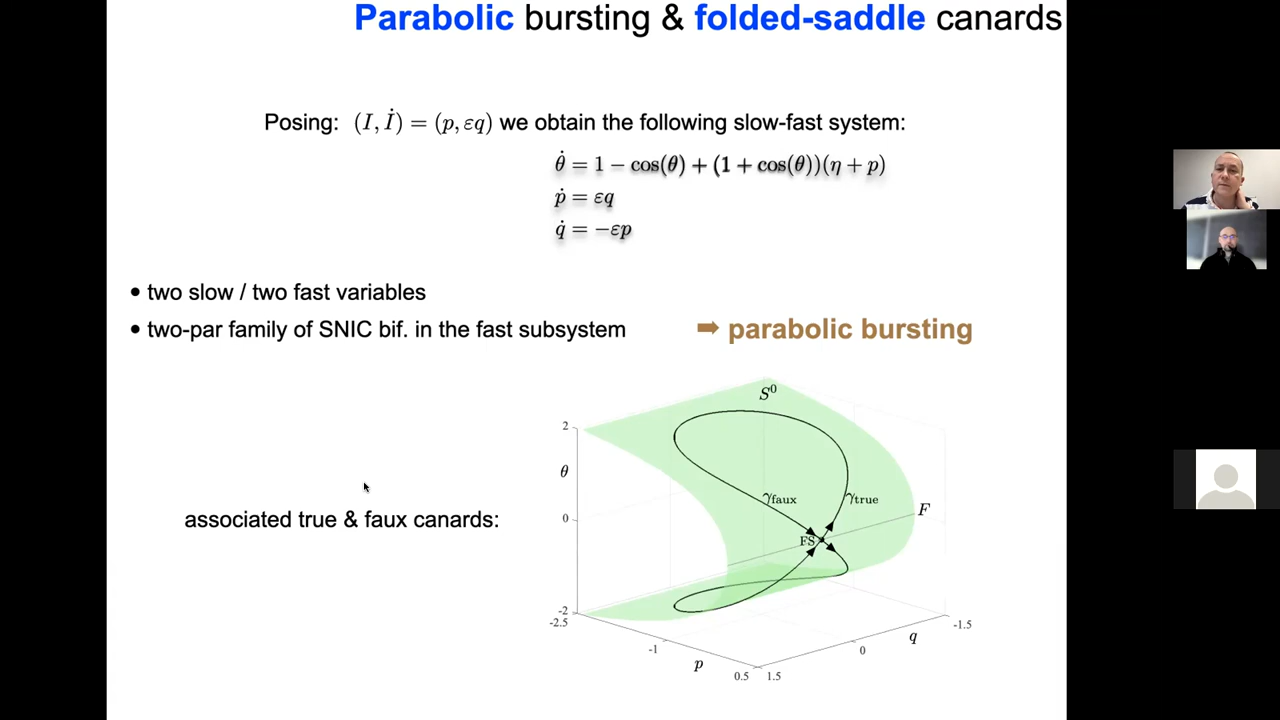 Parabolic bursting & folded-saddle canards
Posing: (I, İ) = (p, εq) we obtain the following slow-fast system:
θ̇ = 1 − cos(θ) + (1 + cos(θ))(η + p)
ṗ = εq
q̇ = −εp
• two slow / two fast variables
• two-par family of SNIC bif. in the fast subsystem ➡ parabolic bursting
S⁰
2
θ
γfaux
γtrue
F
0
FS
associated true & faux canards:
-2
-2.5
-1.5
q
-1
0
p
0.5
1.5